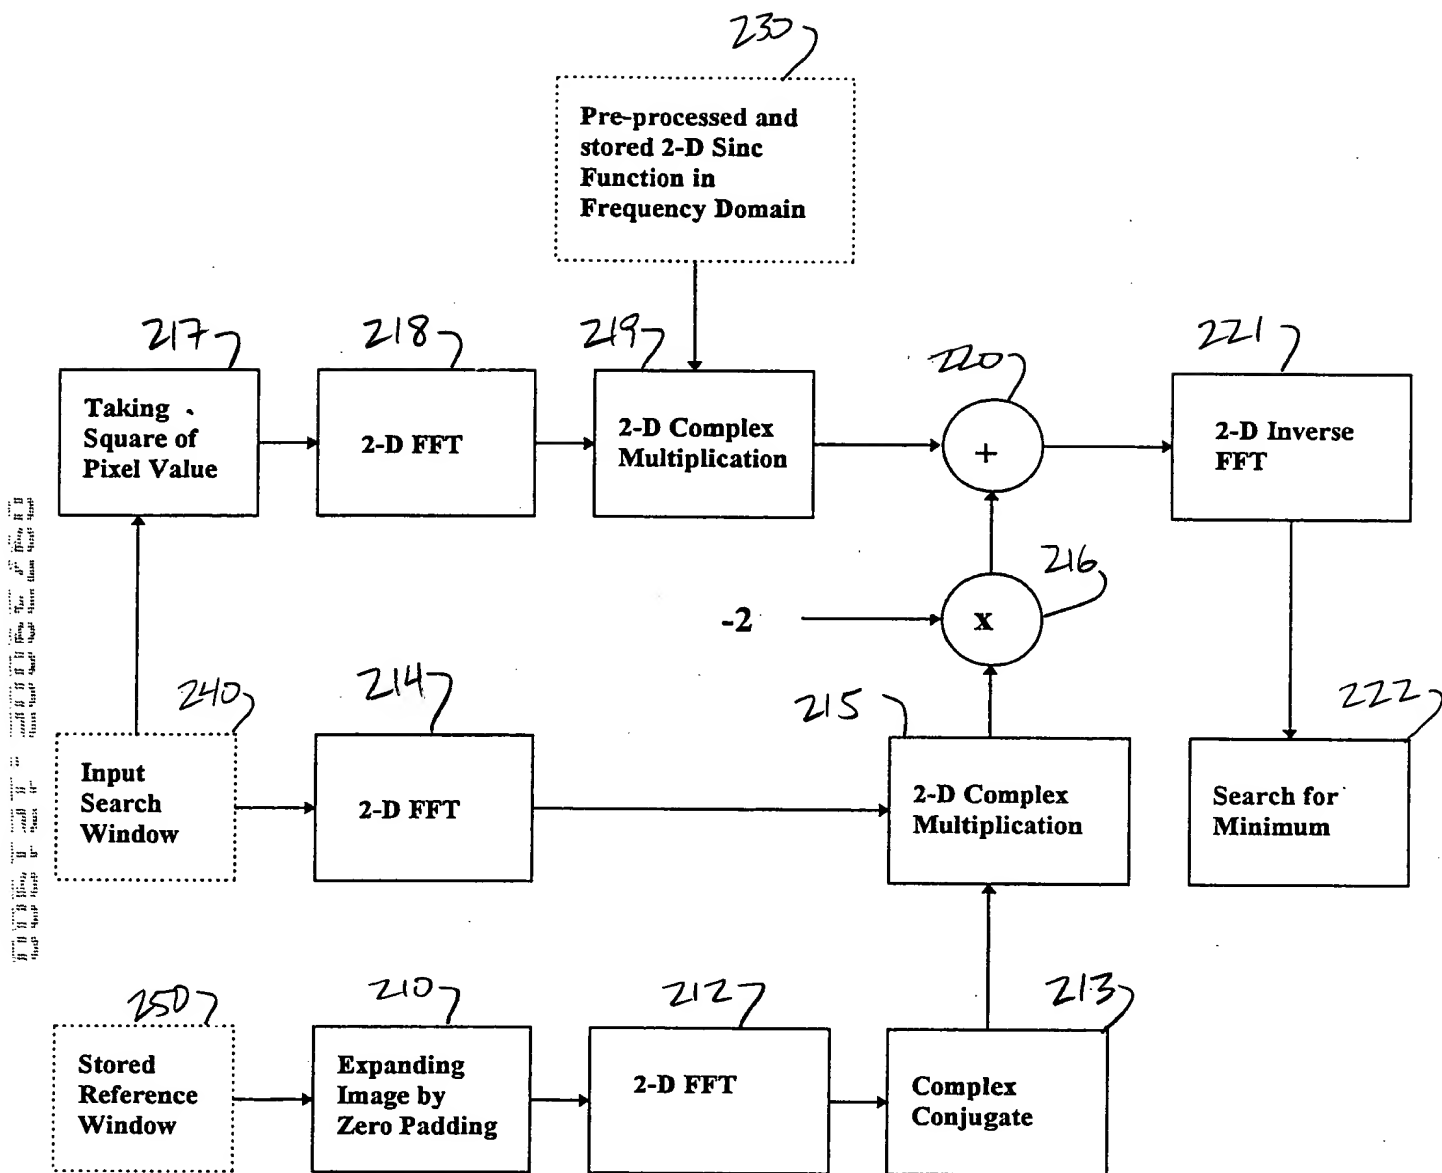 230
Pre-processed and
stored 2-D Sinc
Function in
Frequency Domain
217
218
219
220
221
Taking
Square of
Pixel Value
2-D FFT
2-D Complex
Multiplication
+
2-D Inverse
FFT
216
-2
x
240
214
215
222
Input
Search
Window
2-D FFT
2-D Complex
Multiplication
Search for
Minimum
250
210
212
213
Stored
Reference
Window
Expanding
Image by
Zero Padding
2-D FFT
Complex
Conjugate